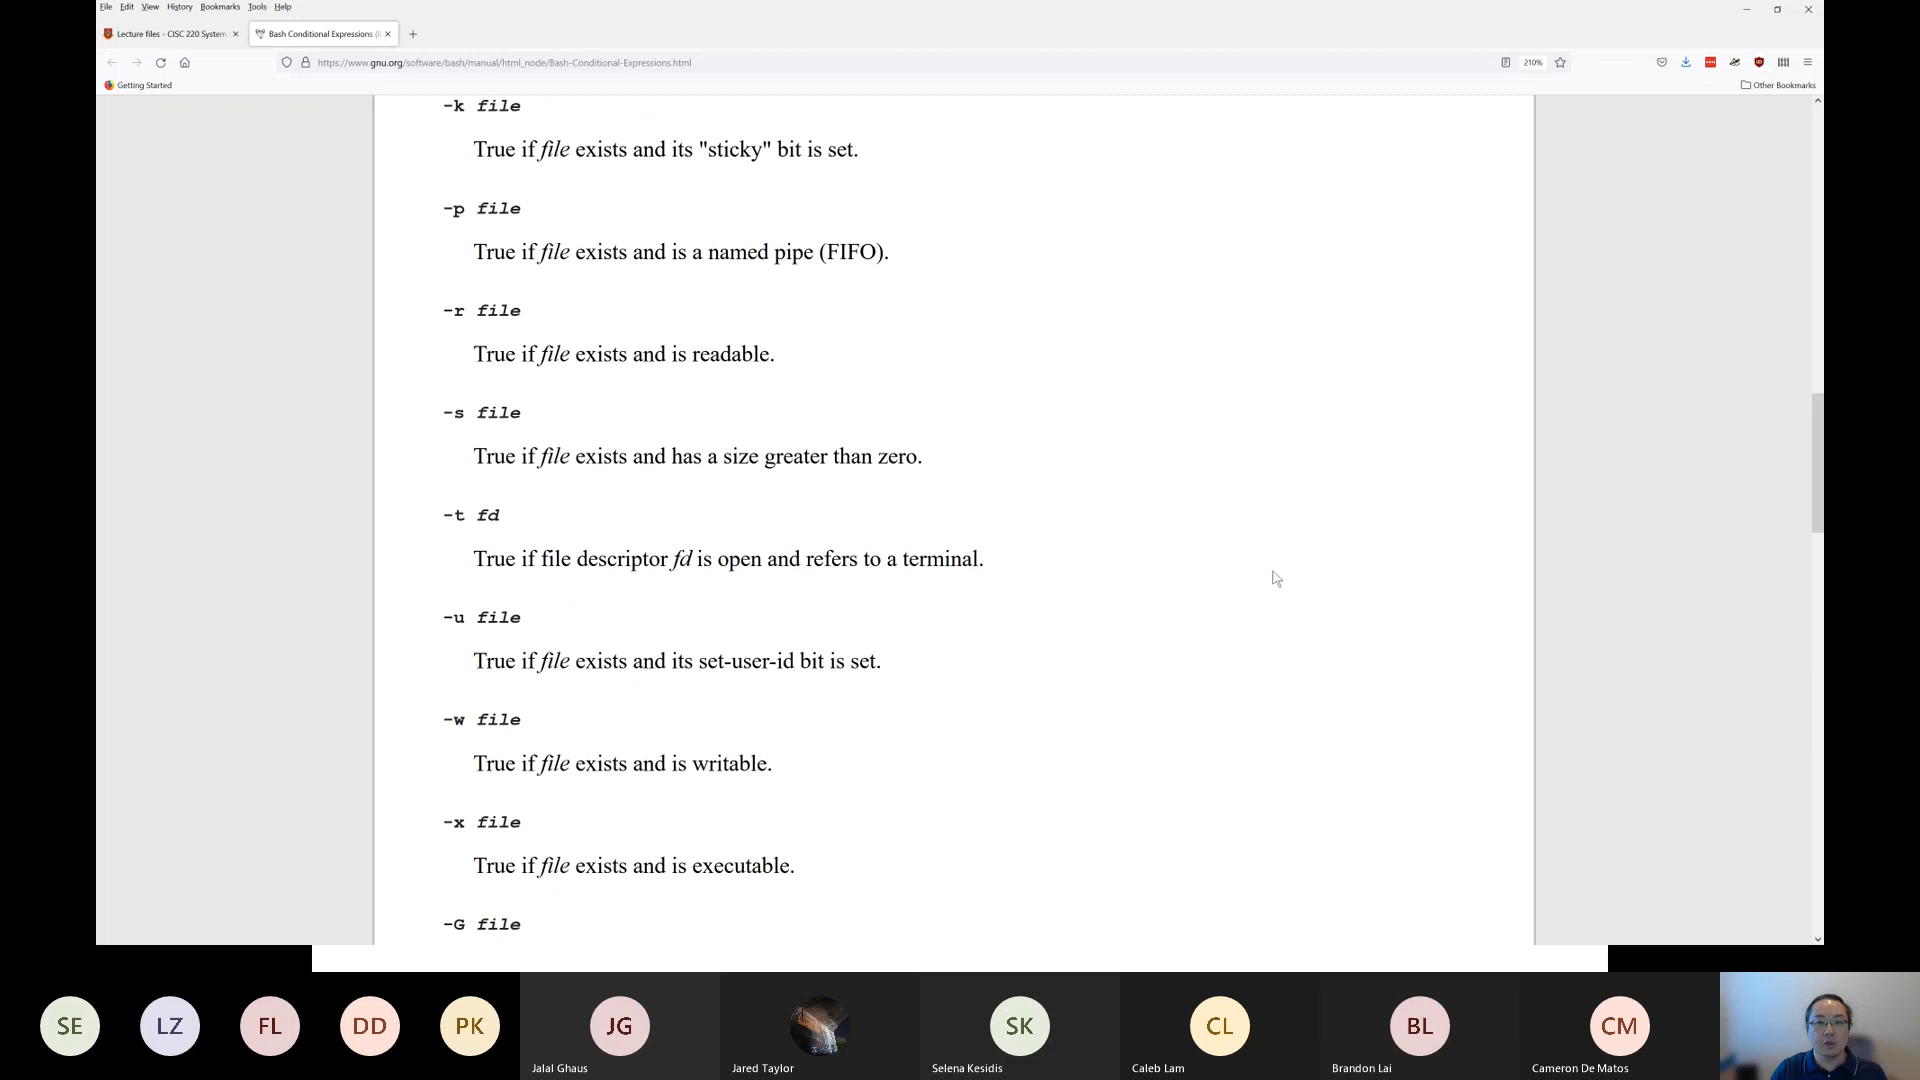 File Edit View History Bookmarks Tools Help
Lecture files - CISC 220 System
Bash Conditional Expressions (B
https://www.gnu.org/software/bash/manual/html_node/Bash-Conditional-Expressions.html
210%
Getting Started
Other Bookmarks
-k file
True if file exists and its "sticky" bit is set.
-p file
True if file exists and is a named pipe (FIFO).
-r file
True if file exists and is readable.
-s file
True if file exists and has a size greater than zero.
-t fd
True if file descriptor fd is open and refers to a terminal.
-u file
True if file exists and its set-user-id bit is set.
-w file
True if file exists and is writable.
-x file
True if file exists and is executable.
-G file
SE LZ FL DD PK JG SK CL BL CM
Jalal Ghaus Jared Taylor Selena Kesidis Caleb Lam Brandon Lai Cameron De Matos